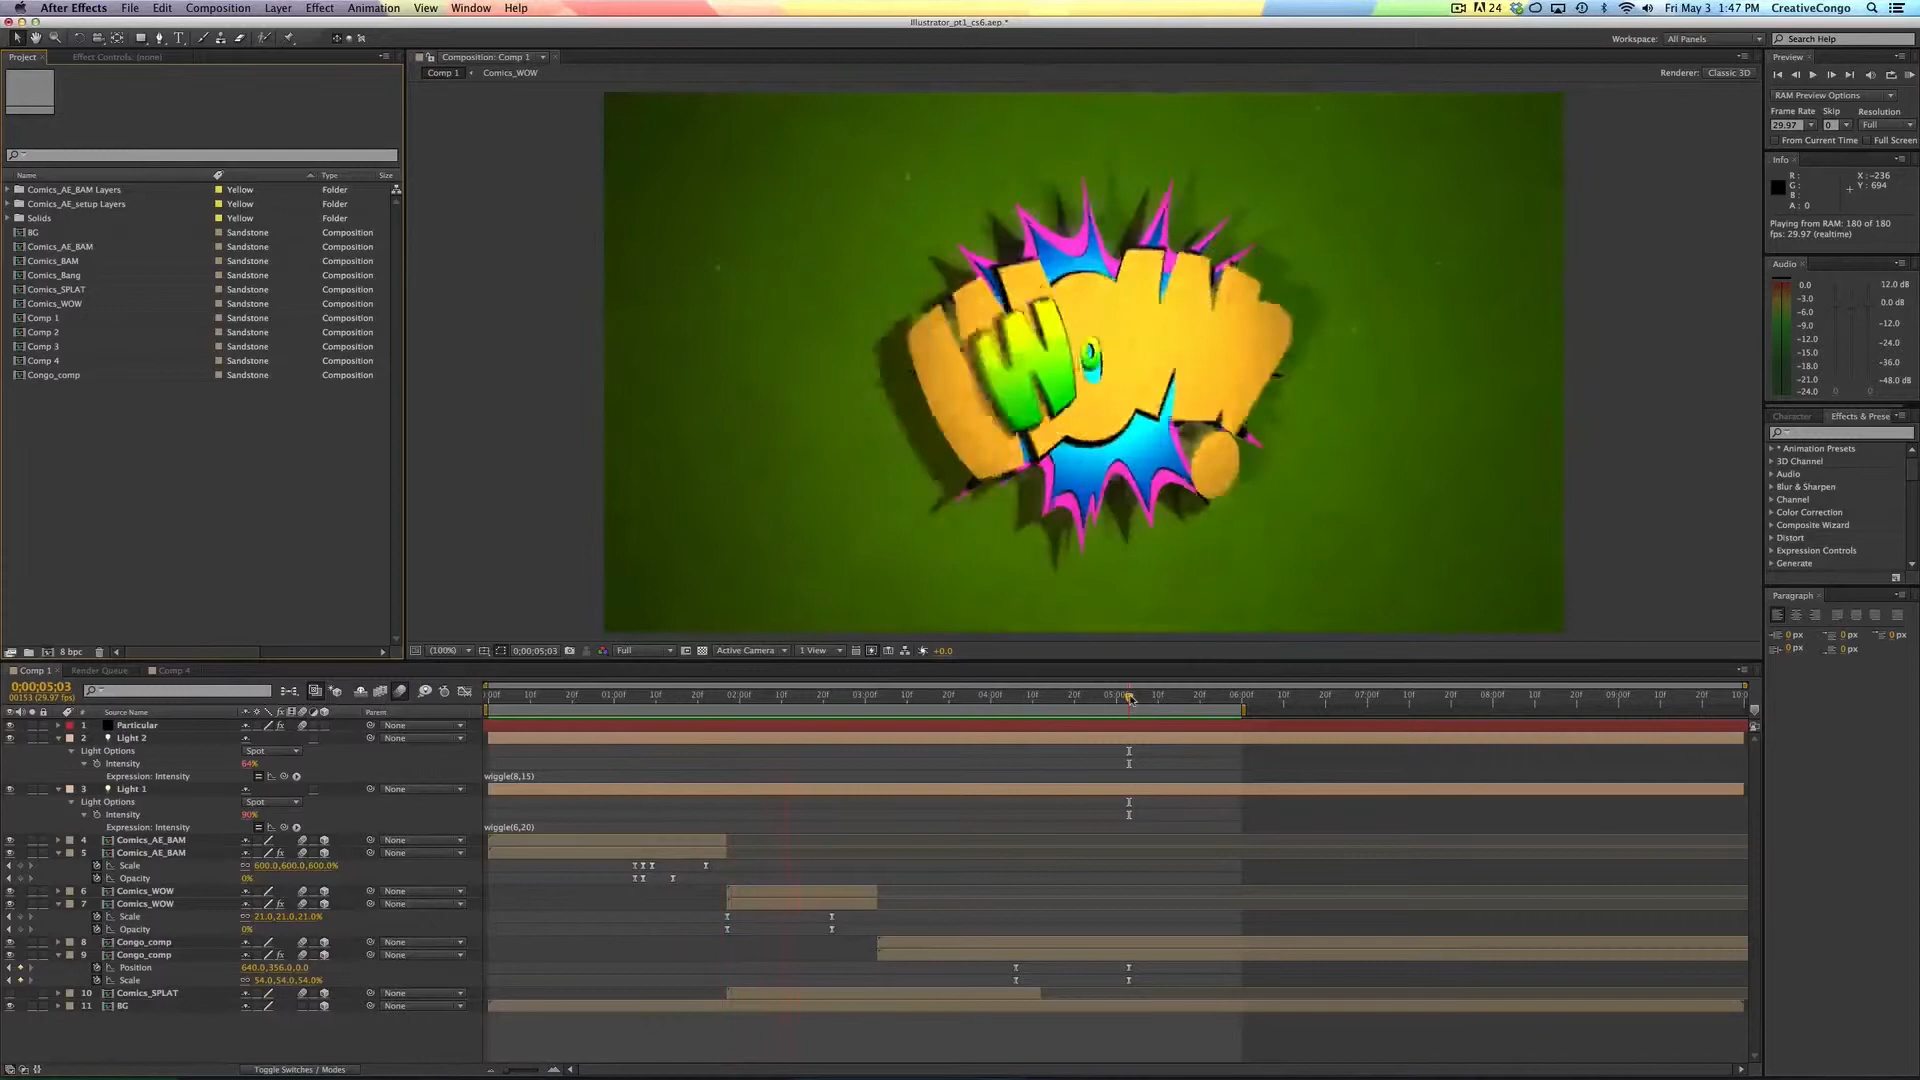 After Effects File Edit Composition Layer Effect Animation View Window Help
24 Fri May 3 1:47 PM CreativeCongo
Illustrator_pt1_cs6.aep *
Workspace: All Panels Search Help
Project Effect Controls: (none)
Composition: Comp 1
Comp 1 Comics_WOW
Renderer: Classic 3D
Name Type Size
Comics_AE_BAM Layers Yellow Folder
Comics_AE_setup Layers Yellow Folder
Solids Yellow Folder
BG Sandstone Composition
Comics_AE_BAM Sandstone Composition
Comics_BAM Sandstone Composition
Comics_Bang Sandstone Composition
Comics_SPLAT Sandstone Composition
Comics_WOW Sandstone Composition
Comp 1 Sandstone Composition
Comp 2 Sandstone Composition
Comp 3 Sandstone Composition
Comp 4 Sandstone Composition
Congo_comp Sandstone Composition
8 bpc
W
(100%) 0;00;05;03 Full Active Camera 1 View +0.0
Preview
RAM Preview Options
Frame Rate Skip Resolution
29.97 0 Full
From Current Time Full Screen
Info
R : X : -236
G : Y : 694
B :
A : 0
Playing from RAM: 180 of 180
fps: 29.97 (realtime)
Audio
0.0 12.0 dB
-3.0 0.0 dB
-6.0
-9.0 -12.0
-12.0 -24.0
-15.0
-18.0 -36.0
-21.0 -48.0 dB
-24.0 0 0
Character Effects & Prese
* Animation Presets
3D Channel
Audio
Blur & Sharpen
Channel
Color Correction
Composite Wizard
Distort
Expression Controls
Generate
Paragraph
0 px 0 px 0 px
0 px 0 px
Comp 1 Render Queue Comp 4
0;00;05;03
00153 (29.97 fps)
:00f 10f 20f 01:00f 10f 20f 02:00f 10f 20f 03:00f 10f 20f 04:00f 10f 20f 05:00f 10f 20f 06:00f 10f 20f 07:00f 10f 20f 08:00f 10f 20f 09:00f 10f 20f 10:0
# Source Name Parent
1 Particular None
2 Light 2 None
Light Options Spot
Intensity 64%
Expression: Intensity wiggle(8,15)
3 Light 1 None
Light Options Spot
Intensity 90%
Expression: Intensity wiggle(6,20)
4 Comics_AE_BAM None
5 Comics_AE_BAM None
Scale 600.0,600.0,600.0%
Opacity 0%
6 Comics_WOW None
7 Comics_WOW None
Scale 21.0,21.0,21.0%
Opacity 0%
8 Congo_comp None
9 Congo_comp None
Position 640.0,356.0,0.0
Scale 54.0,54.0,54.0%
10 Comics_SPLAT None
11 BG None
Toggle Switches / Modes